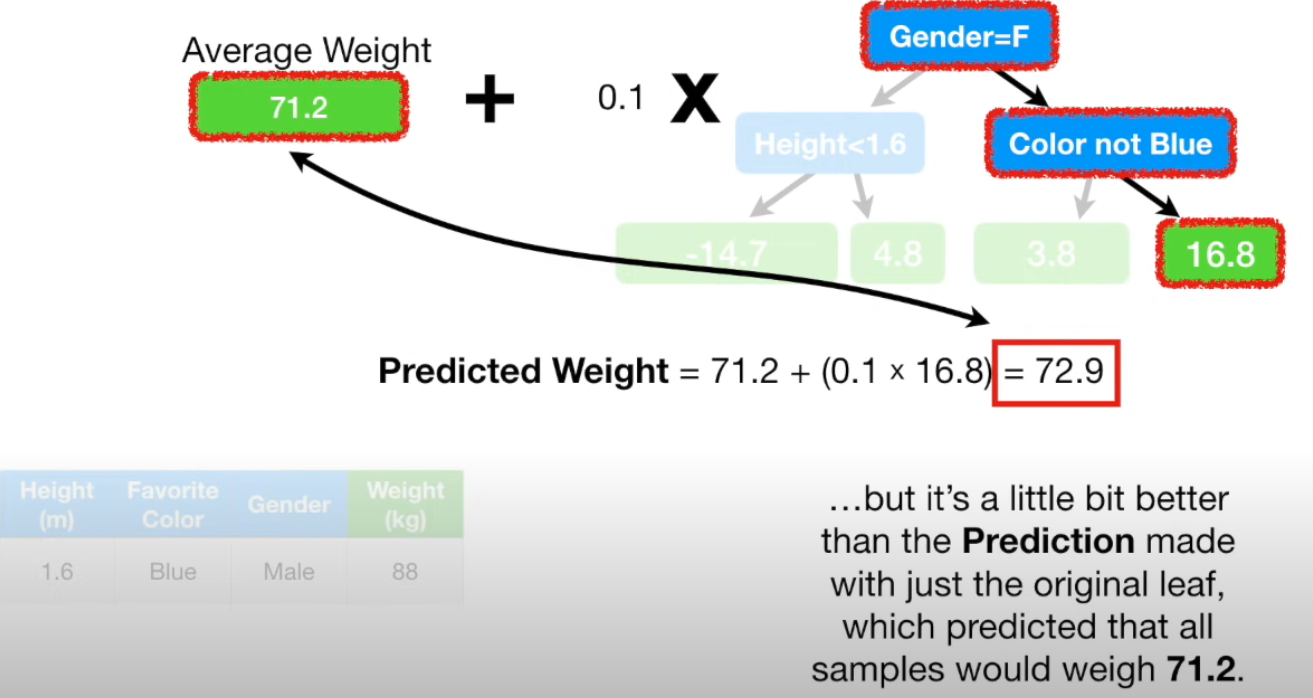 Gender=F
Average Weight
71.2
+ 0.1 X
Height<1.6
Color not Blue
-14.7
4.8
3.8
16.8
Predicted Weight = 71.2 + (0.1 × 16.8) = 72.9
Height (m)
Favorite Color
Gender
Weight (kg)
1.6
Blue
Male
88
...but it's a little bit better
than the Prediction made
with just the original leaf,
which predicted that all
samples would weigh 71.2.